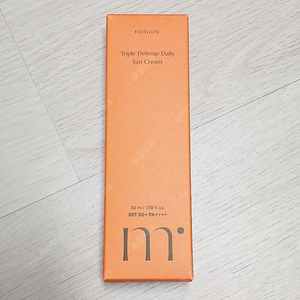 Triple Defense Daily
Sun Cream
50 ml / 1.69 fl. oz
SPF 50+ PA++++
m